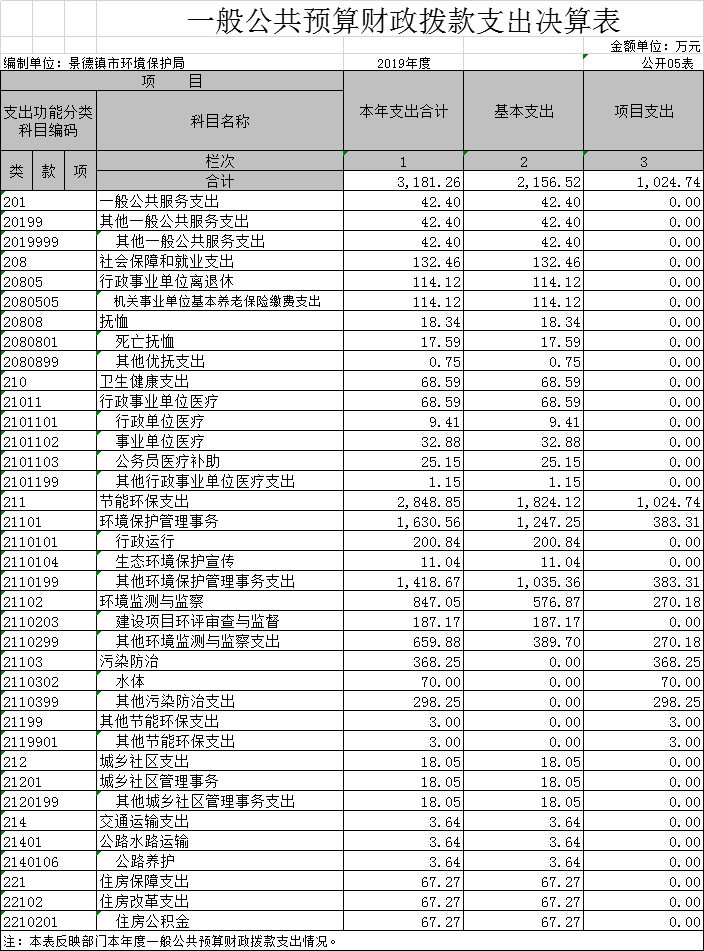 一般公共预算财政拨款支出决算表
金额单位：万元
编制单位：景德镇市环境保护局 2019年度 公开05表
项 目 本年支出合计 基本支出 项目支出
支出功能分类科目编码 科目名称
类 款 项 栏次 1 2 3
合计 3,181.26 2,156.52 1,024.74
201 一般公共服务支出 42.40 42.40 0.00
20199 其他一般公共服务支出 42.40 42.40 0.00
2019999 其他一般公共服务支出 42.40 42.40 0.00
208 社会保障和就业支出 132.46 132.46 0.00
20805 行政事业单位离退休 114.12 114.12 0.00
2080505 机关事业单位基本养老保险缴费支出 114.12 114.12 0.00
20808 抚恤 18.34 18.34 0.00
2080801 死亡抚恤 17.59 17.59 0.00
2080899 其他优抚支出 0.75 0.75 0.00
210 卫生健康支出 68.59 68.59 0.00
21011 行政事业单位医疗 68.59 68.59 0.00
2101101 行政单位医疗 9.41 9.41 0.00
2101102 事业单位医疗 32.88 32.88 0.00
2101103 公务员医疗补助 25.15 25.15 0.00
2101199 其他行政事业单位医疗支出 1.15 1.15 0.00
211 节能环保支出 2,848.85 1,824.12 1,024.74
21101 环境保护管理事务 1,630.56 1,247.25 383.31
2110101 行政运行 200.84 200.84 0.00
2110104 生态环境保护宣传 11.04 11.04 0.00
2110199 其他环境保护管理事务支出 1,418.67 1,035.36 383.31
21102 环境监测与监察 847.05 576.87 270.18
2110203 建设项目环评审查与监督 187.17 187.17 0.00
2110299 其他环境监测与监察支出 659.88 389.70 270.18
21103 污染防治 368.25 0.00 368.25
2110302 水体 70.00 0.00 70.00
2110399 其他污染防治支出 298.25 0.00 298.25
21199 其他节能环保支出 3.00 0.00 3.00
2119901 其他节能环保支出 3.00 0.00 3.00
212 城乡社区支出 18.05 18.05 0.00
21201 城乡社区管理事务 18.05 18.05 0.00
2120199 其他城乡社区管理事务支出 18.05 18.05 0.00
214 交通运输支出 3.64 3.64 0.00
21401 公路水路运输 3.64 3.64 0.00
2140106 公路养护 3.64 3.64 0.00
221 住房保障支出 67.27 67.27 0.00
22102 住房改革支出 67.27 67.27 0.00
2210201 住房公积金 67.27 67.27 0.00
注：本表反映部门本年度一般公共预算财政拨款支出情况。